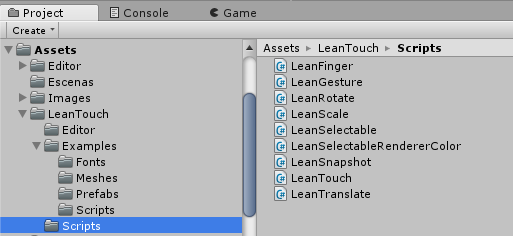 Project
Console
Game
Create
Assets
Editor
Escenas
Images
LeanTouch
Editor
Examples
Fonts
Meshes
Prefabs
Scripts
Scripts
Assets LeanTouch Scripts
LeanFinger
LeanGesture
LeanRotate
LeanScale
LeanSelectable
LeanSelectableRendererColor
LeanSnapshot
LeanTouch
LeanTranslate